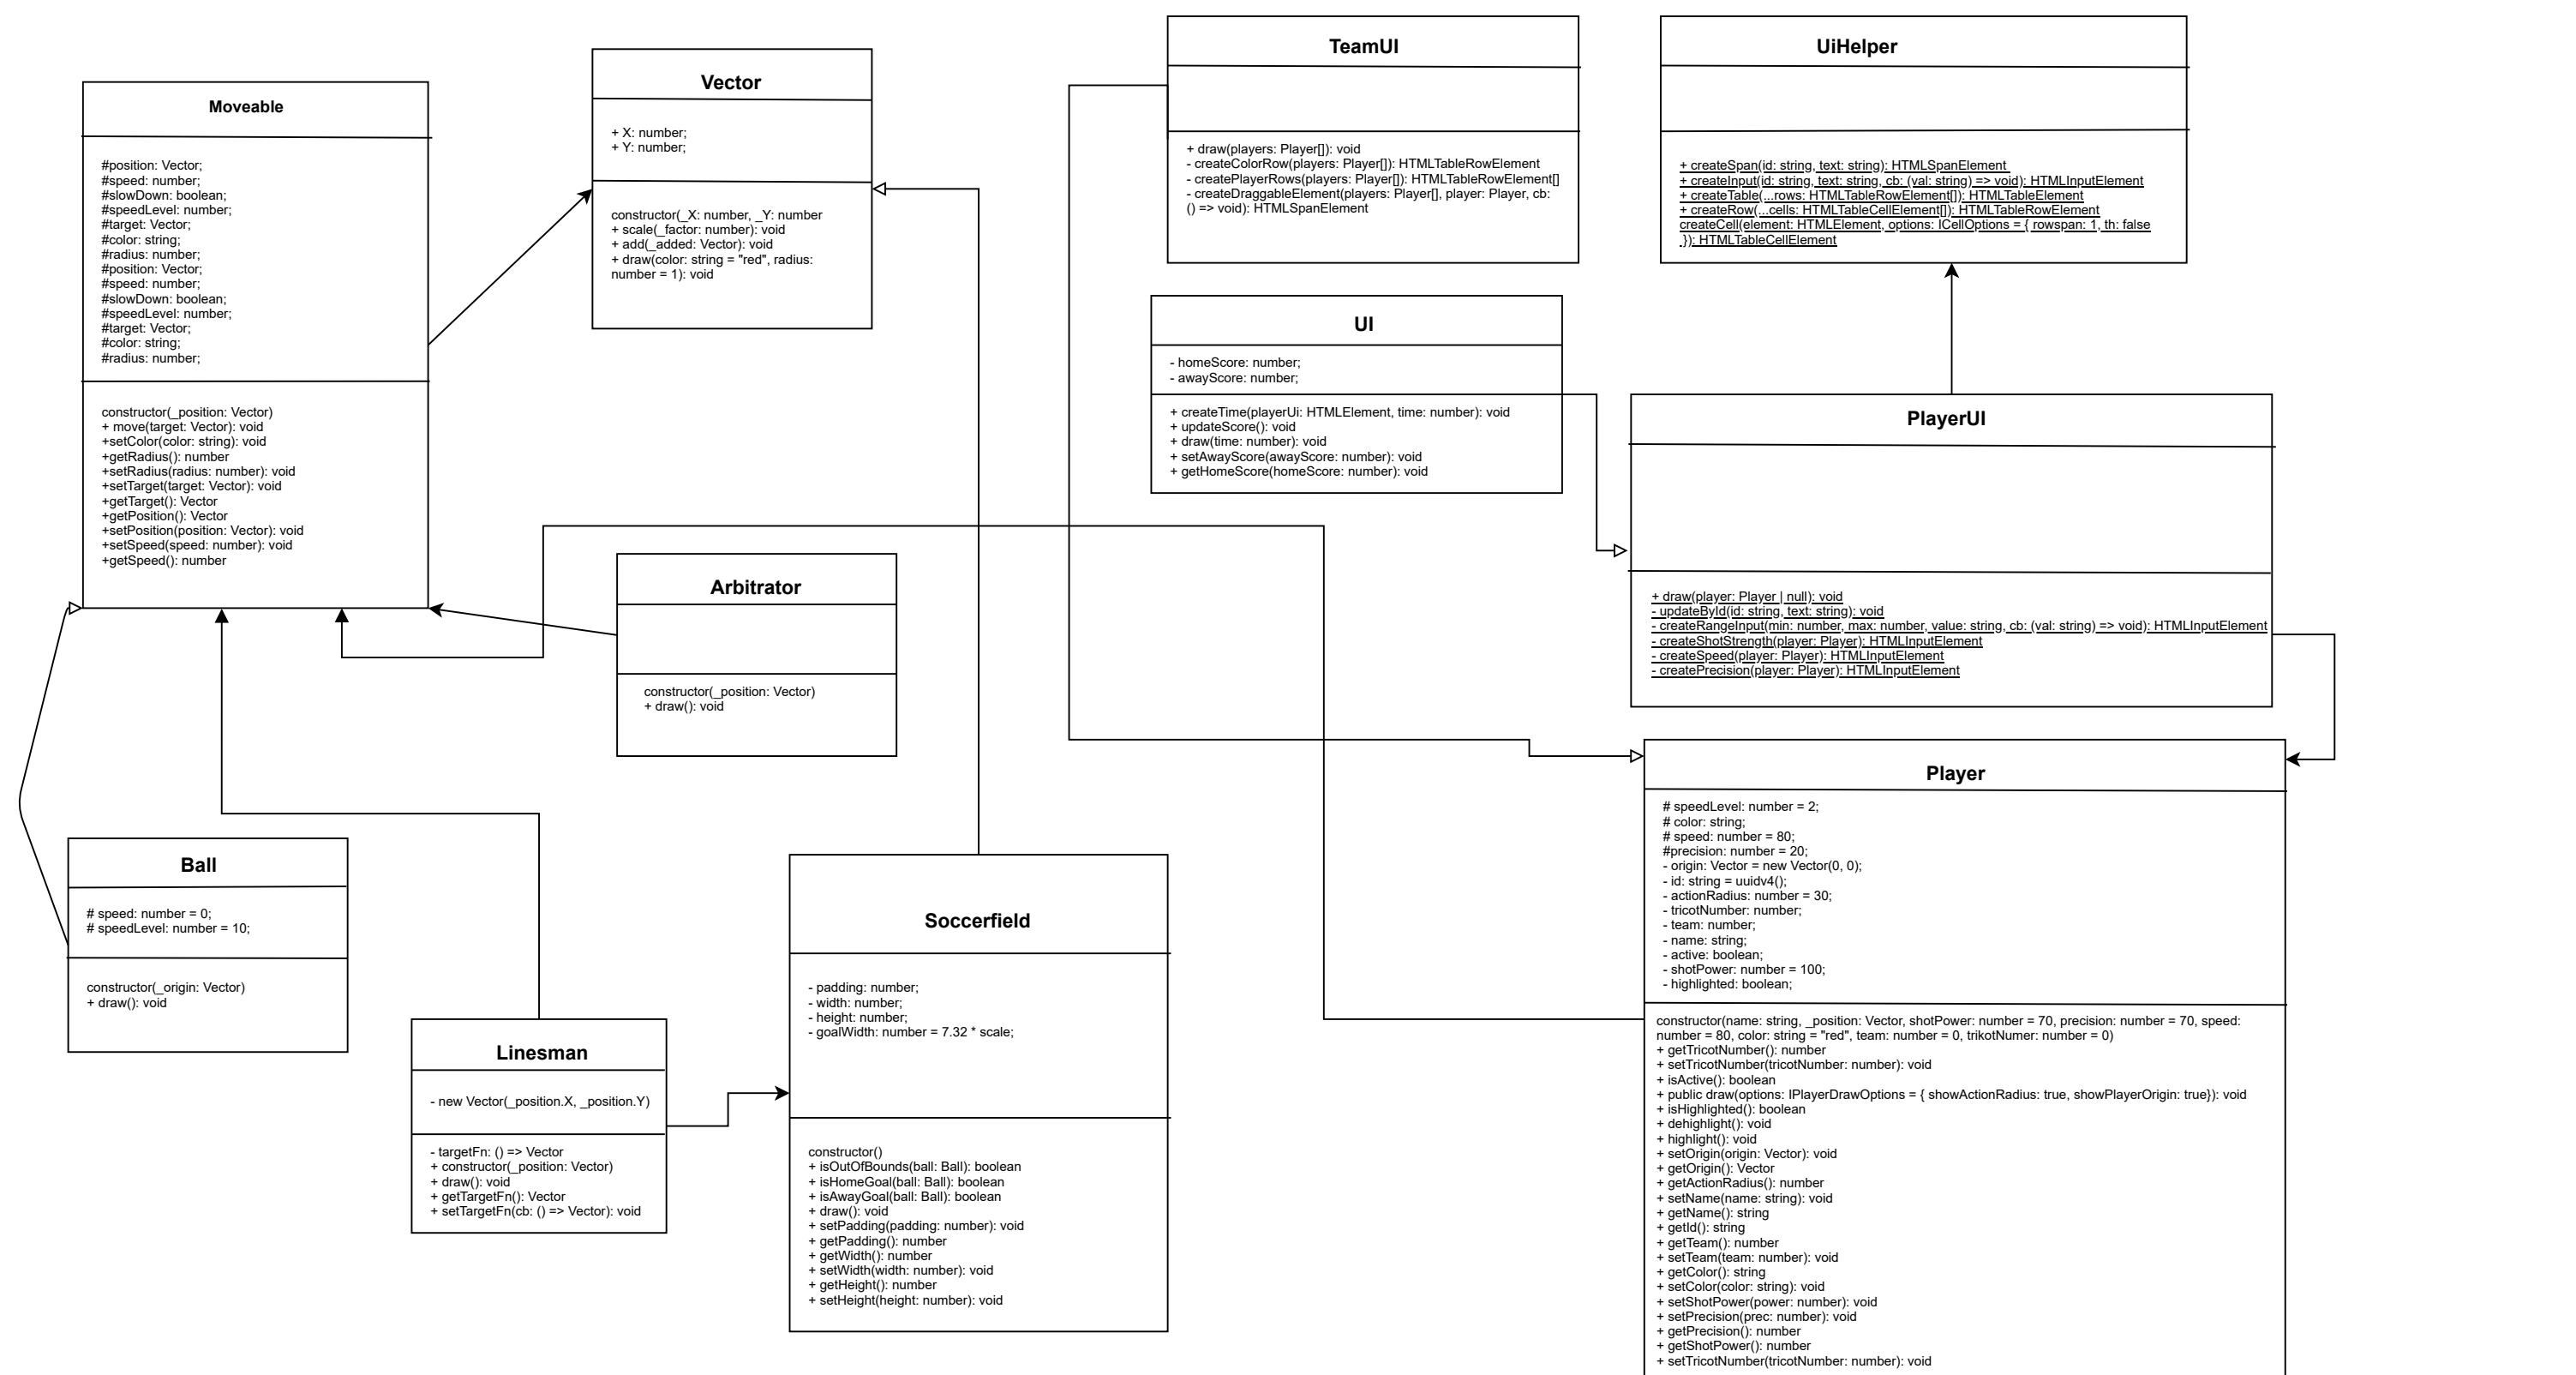 Moveable
#position: Vector;
#speed: number;
#slowDown: boolean;
#speedLevel: number;
#target: Vector;
#color: string;
#radius: number;
#position: Vector;
#speed: number;
#slowDown: boolean;
#speedLevel: number;
#target: Vector;
#color: string;
#radius: number;
constructor(_position: Vector)
+ move(target: Vector): void
+setColor(color: string): void
+getRadius(): number
+setRadius(radius: number): void
+setTarget(target: Vector): void
+getTarget(): Vector
+getPosition(): Vector
+setPosition(position: Vector): void
+setSpeed(speed: number): void
+getSpeed(): number
Vector
+ X: number;
+ Y: number;
constructor(_X: number, _Y: number
+ scale(_factor: number): void
+ add(_added: Vector): void
+ draw(color: string = "red", radius:
number = 1): void
TeamUI
+ draw(players: Player[]): void
- createColorRow(players: Player[]): HTMLTableRowElement
- createPlayerRows(players: Player[]): HTMLTableRowElement[]
- createDraggableElement(players: Player[], player: Player, cb:
() => void): HTMLSpanElement
UiHelper
+ createSpan(id: string, text: string): HTMLSpanElement
+ createInput(id: string, text: string, cb: (val: string) => void): HTMLInputElement
+ createTable(...rows: HTMLTableRowElement[]): HTMLTableElement
+ createRow(...cells: HTMLTableCellElement[]): HTMLTableRowElement
createCell(element: HTMLElement, options: ICellOptions = { rowspan: 1, th: false
}): HTMLTableCellElement
UI
- homeScore: number;
- awayScore: number;
+ createTime(playerUi: HTMLElement, time: number): void
+ updateScore(): void
+ draw(time: number): void
+ setAwayScore(awayScore: number): void
+ getHomeScore(homeScore: number): void
PlayerUI
+ draw(player: Player | null): void
- updateById(id: string, text: string): void
- createRangeInput(min: number, max: number, value: string, cb: (val: string) => void): HTMLInputElement
- createShotStrength(player: Player): HTMLInputElement
- createSpeed(player: Player): HTMLInputElement
- createPrecision(player: Player): HTMLInputElement
Arbitrator
constructor(_position: Vector)
+ draw(): void
Ball
# speed: number = 0;
# speedLevel: number = 10;
constructor(_origin: Vector)
+ draw(): void
Linesman
- new Vector(_position.X, _position.Y)
- targetFn: () => Vector
+ constructor(_position: Vector)
+ draw(): void
+ getTargetFn(): Vector
+ setTargetFn(cb: () => Vector): void
Soccerfield
- padding: number;
- width: number;
- height: number;
- goalWidth: number = 7.32 * scale;
constructor()
+ isOutOfBounds(ball: Ball): boolean
+ isHomeGoal(ball: Ball): boolean
+ isAwayGoal(ball: Ball): boolean
+ draw(): void
+ setPadding(padding: number): void
+ getPadding(): number
+ getWidth(): number
+ setWidth(width: number): void
+ getHeight(): number
+ setHeight(height: number): void
Player
# speedLevel: number = 2;
# color: string;
# speed: number = 80;
#precision: number = 20;
- origin: Vector = new Vector(0, 0);
- id: string = uuidv4();
- actionRadius: number = 30;
- tricotNumber: number;
- team: number;
- name: string;
- active: boolean;
- shotPower: number = 100;
- highlighted: boolean;
constructor(name: string, _position: Vector, shotPower: number = 70, precision: number = 70, speed:
number = 80, color: string = "red", team: number = 0, trikotNumer: number = 0)
+ getTricotNumber(): number
+ setTricotNumber(tricotNumber: number): void
+ isActive(): boolean
+ public draw(options: IPlayerDrawOptions = { showActionRadius: true, showPlayerOrigin: true}): void
+ isHighlighted(): boolean
+ dehighlight(): void
+ highlight(): void
+ setOrigin(origin: Vector): void
+ getOrigin(): Vector
+ getActionRadius(): number
+ setName(name: string): void
+ getName(): string
+ getId(): string
+ getTeam(): number
+ setTeam(team: number): void
+ getColor(): string
+ setColor(color: string): void
+ setShotPower(power: number): void
+ setPrecision(prec: number): void
+ getPrecision(): number
+ getShotPower(): number
+ setTricotNumber(tricotNumber: number): void